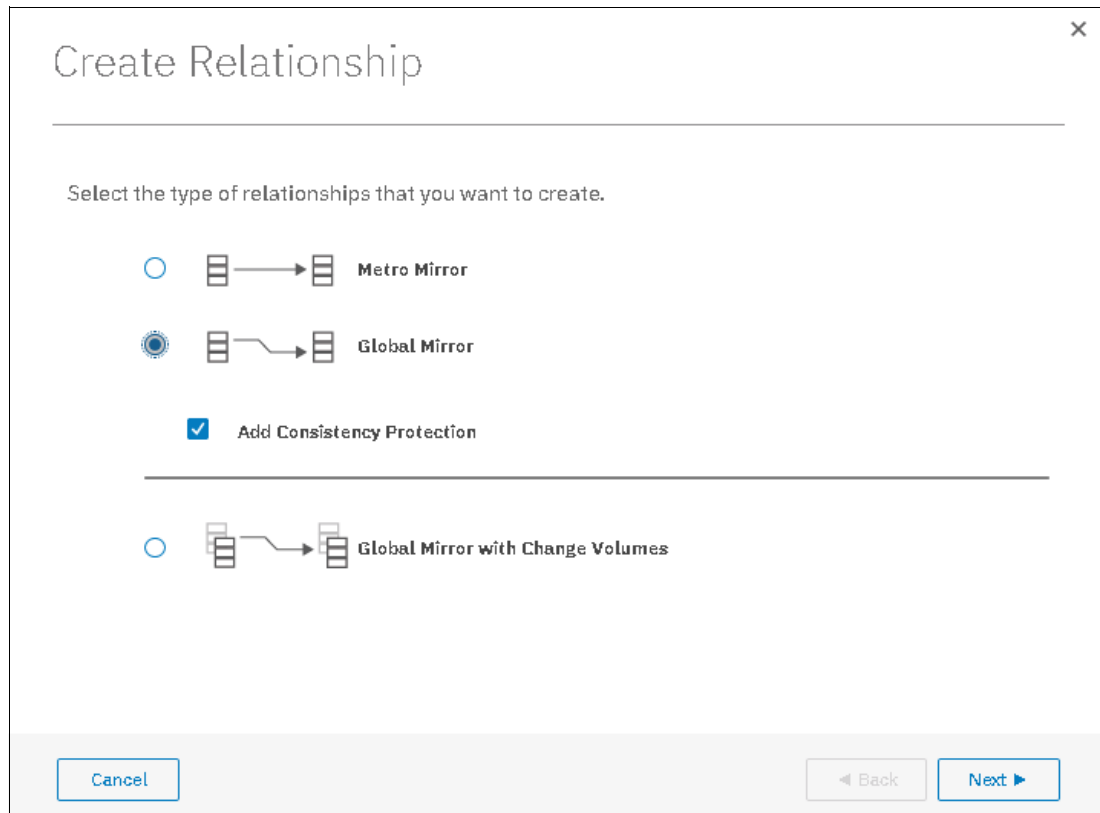 Create Relationship
Select the type of relationships that you want to create.
Metro Mirror
Global Mirror
Add Consistency Protection
Global Mirror with Change Volumes
Cancel
Back
Next